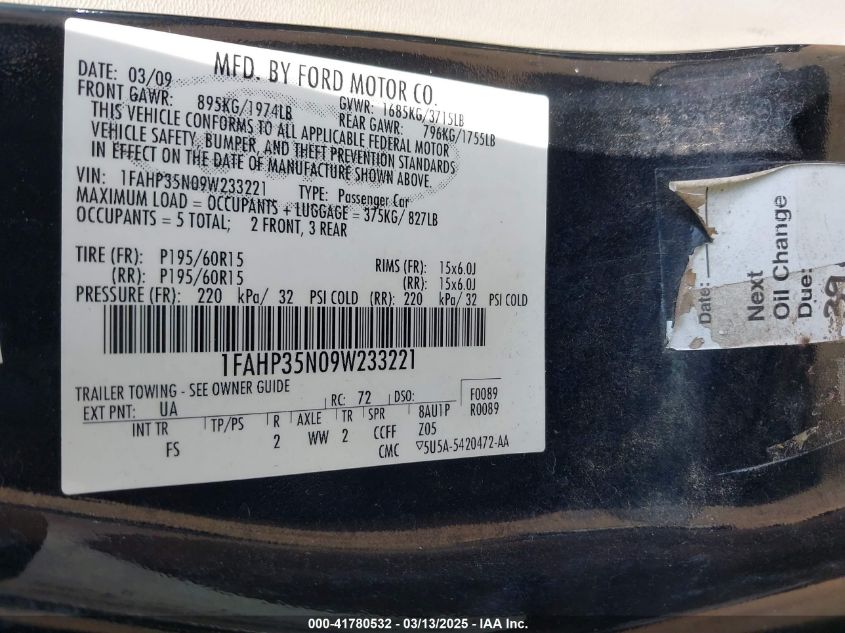 MFD. BY FORD MOTOR CO.
DATE: 03/09
FRONT GAWR: 895KG/1974LB
GVWR: 1685KG/3715LB
REAR GAWR: 796KG/1755LB
THIS VEHICLE CONFORMS TO ALL APPLICABLE FEDERAL MOTOR
VEHICLE SAFETY, BUMPER, AND THEFT PREVENTION STANDARDS
IN EFFECT ON THE DATE OF MANUFACTURE SHOWN ABOVE.
VIN: 1FAHP35N09W233221 TYPE: Passenger Car
MAXIMUM LOAD = OCCUPANTS + LUGGAGE = 375KG/ 827LB
OCCUPANTS = 5 TOTAL; 2 FRONT, 3 REAR
TIRE (FR): P195/60R15 RIMS (FR): 15x6.0J
(RR): P195/60R15 (RR): 15x6.0J
PRESSURE (FR): 220 kPa/ 32 PSI COLD (RR): 220 kPa/ 32 PSI COLD
1FAHP35N09W233221
TRAILER TOWING - SEE OWNER GUIDE
EXT PNT: UA RC: 72 DSO: F0089
R0089
INT TR TP/PS R AXLE TR SPR 8AU1P
FS 2 WW 2 CCFF Z05
CMC 5U5A-5420472-AA
Date:
Next
Oil Change
Due:
000-41780532 - 03/13/2025 - #000-416527